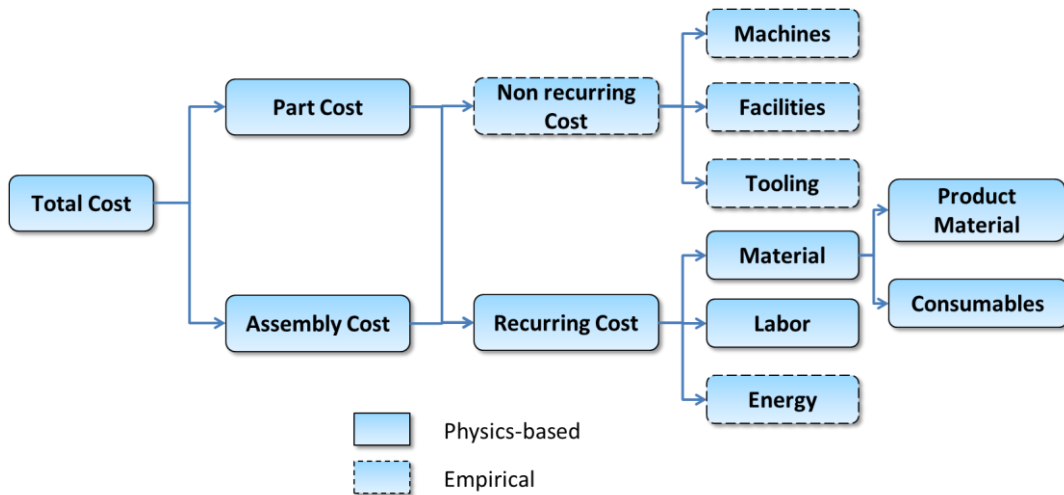 Total Cost
Part Cost
Assembly Cost
Non recurring
Cost
Recurring Cost
Machines
Facilities
Tooling
Material
Labor
Energy
Product
Material
Consumables
Physics-based
Empirical